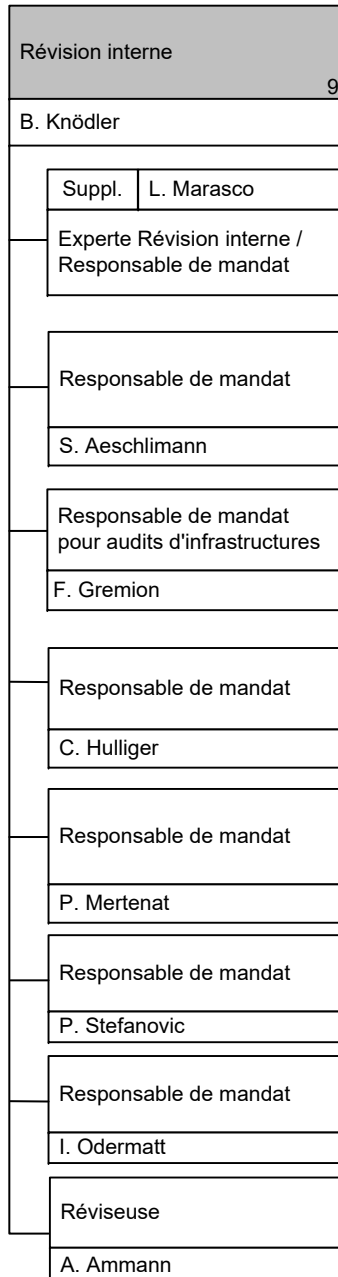 Révision interne
9
B. Knödler
Suppl. L. Marasco
Experte Révision interne /
Responsable de mandat
Responsable de mandat
S. Aeschlimann
Responsable de mandat
pour audits d'infrastructures
F. Gremion
Responsable de mandat
C. Hulliger
Responsable de mandat
P. Mertenat
Responsable de mandat
P. Stefanovic
Responsable de mandat
I. Odermatt
Réviseuse
A. Ammann